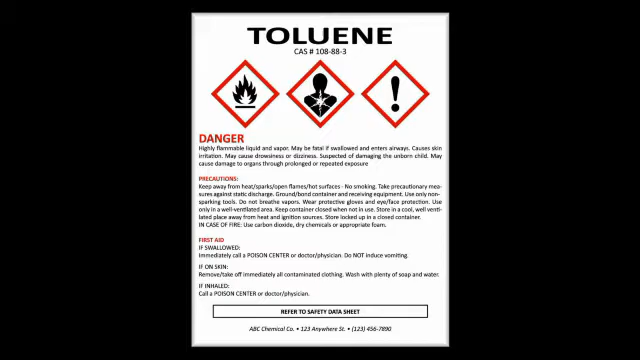 TOLUENE
CAS # 108-88-3
DANGER
Highly flammable liquid and vapor. May be fatal if swallowed and enters airways. Causes skin
irritation. May cause drowsiness or dizziness. Suspected of damaging the unborn child. May
cause damage to organs through prolonged or repeated exposure
PRECAUTIONS:
Keep away from heat/sparks/open flames/hot surfaces - No smoking. Take precautionary mea-
sures against static discharge. Ground/bond container and receiving equipment. Use only non-
sparking tools. Do not breathe vapors. Wear protective gloves and eye/face protection. Use
only in a well-ventilated area. Keep container closed when not in use. Store in a cool, well venti-
lated place away from heat and ignition sources. Store locked up in a closed container.
IN CASE OF FIRE: Use carbon dioxide, dry chemicals or appropriate foam.
FIRST AID
IF SWALLOWED:
Immediately call a POISON CENTER or doctor/physician. Do NOT induce vomiting.
IF ON SKIN:
Remove/take off immediately all contaminated clothing. Wash with plenty of soap and water.
IF INHALED:
Call a POISON CENTER or doctor/physician.
REFER TO SAFETY DATA SHEET
ABC Chemical Co. • 123 Anywhere St. • (123) 456-7890